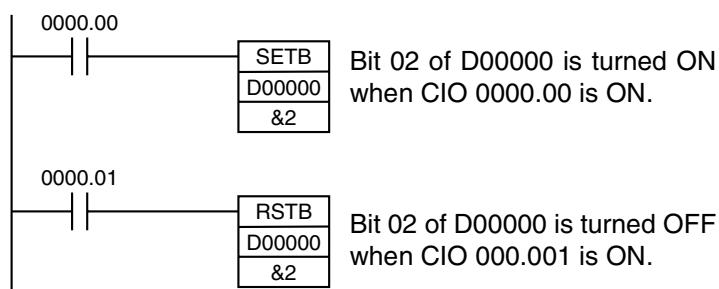 0000.00
SETB
D00000
&2
Bit 02 of D00000 is turned ON
when CIO 0000.00 is ON.
0000.01
RSTB
D00000
&2
Bit 02 of D00000 is turned OFF
when CIO 000.001 is ON.